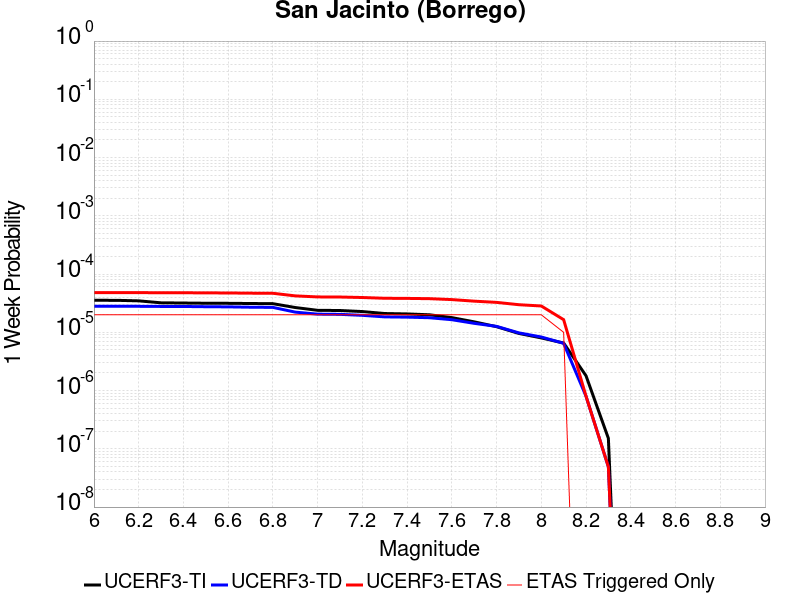 San Jacinto (Borrego)
10^0
10^-1
10^-2
10^-3
10^-4
10^-5
10^-6
10^-7
10^-8
1 Week Probability
6 6.2 6.4 6.6 6.8 7 7.2 7.4 7.6 7.8 8 8.2 8.4 8.6 8.8 9
Magnitude
UCERF3-TI UCERF3-TD UCERF3-ETAS ETAS Triggered Only